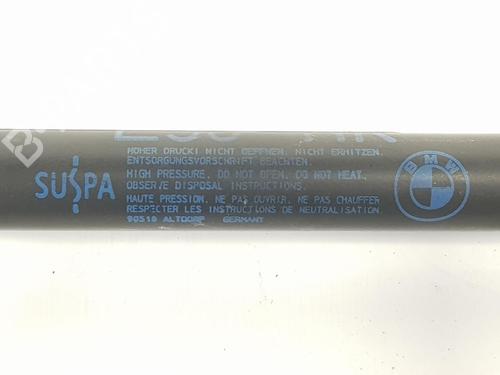 SUSPA
HOHER DRUCK! NICHT OEFFNEN. NICHT ERHITZEN.
ENTSORGUNGSVORSCHRIFT BEACHTEN.
HIGH PRESSURE. DO NOT OPEN. DO NOT HEAT.
OBSERVE DISPOSAL INSTRUCTIONS.
HAUTE PRESSION. NE PAS OUVRIR. NE PAS CHAUFFER
RESPECTER LES INSTRUCTIONS DE NEUTRALISATION.
90518 ALTDORF GERMANY
BMW